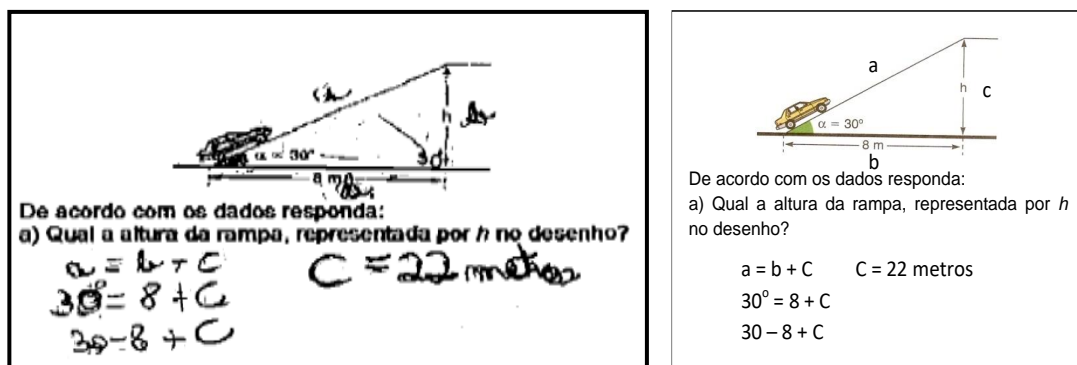 a
b
h
α = 30°
30
8 m
De acordo com os dados responda:
a) Qual a altura da rampa, representada por h no desenho?
a = b + C
30° = 8 + C
30 - 8 + C
C = 22 metros
a
h
c
α = 30°
8 m
b
De acordo com os dados responda:
a) Qual a altura da rampa, representada por h
no desenho?
a = b + C C = 22 metros
30° = 8 + C
30 – 8 + C